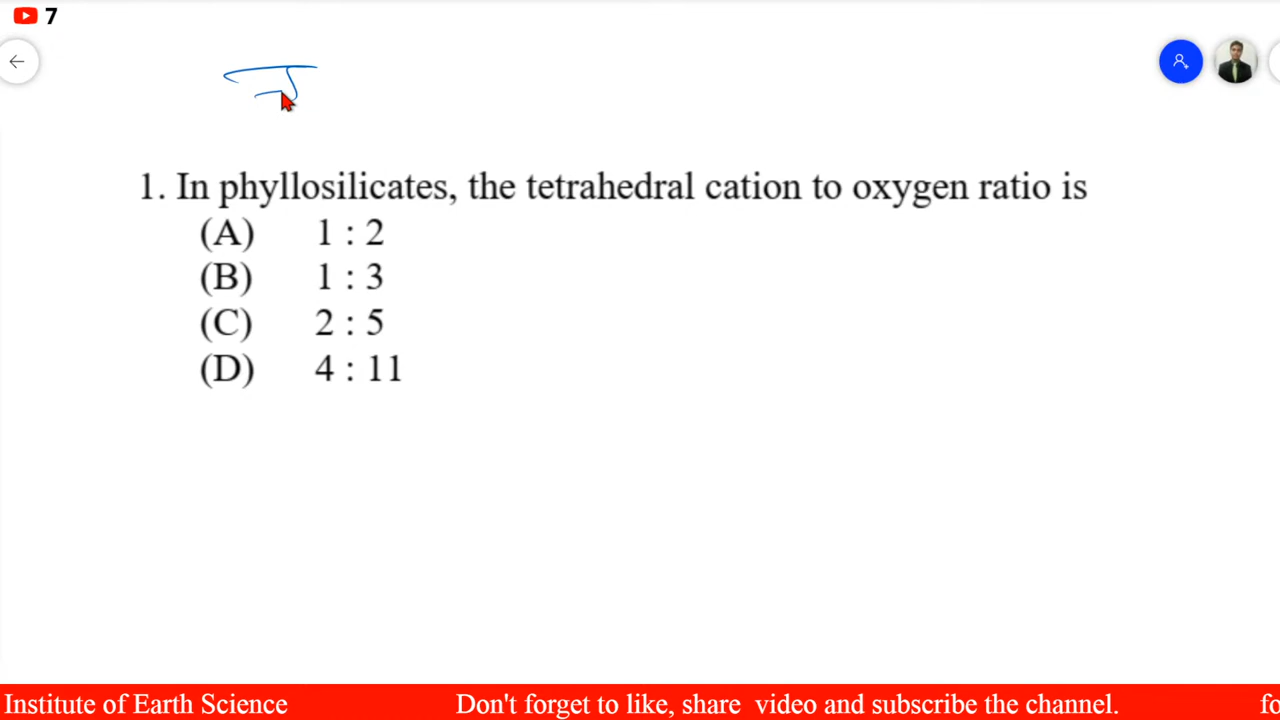 7
1. In phyllosilicates, the tetrahedral cation to oxygen ratio is
(A) 1 : 2
(B) 1 : 3
(C) 2 : 5
(D) 4 : 11
Institute of Earth Science Don't forget to like, share video and subscribe the channel. fo